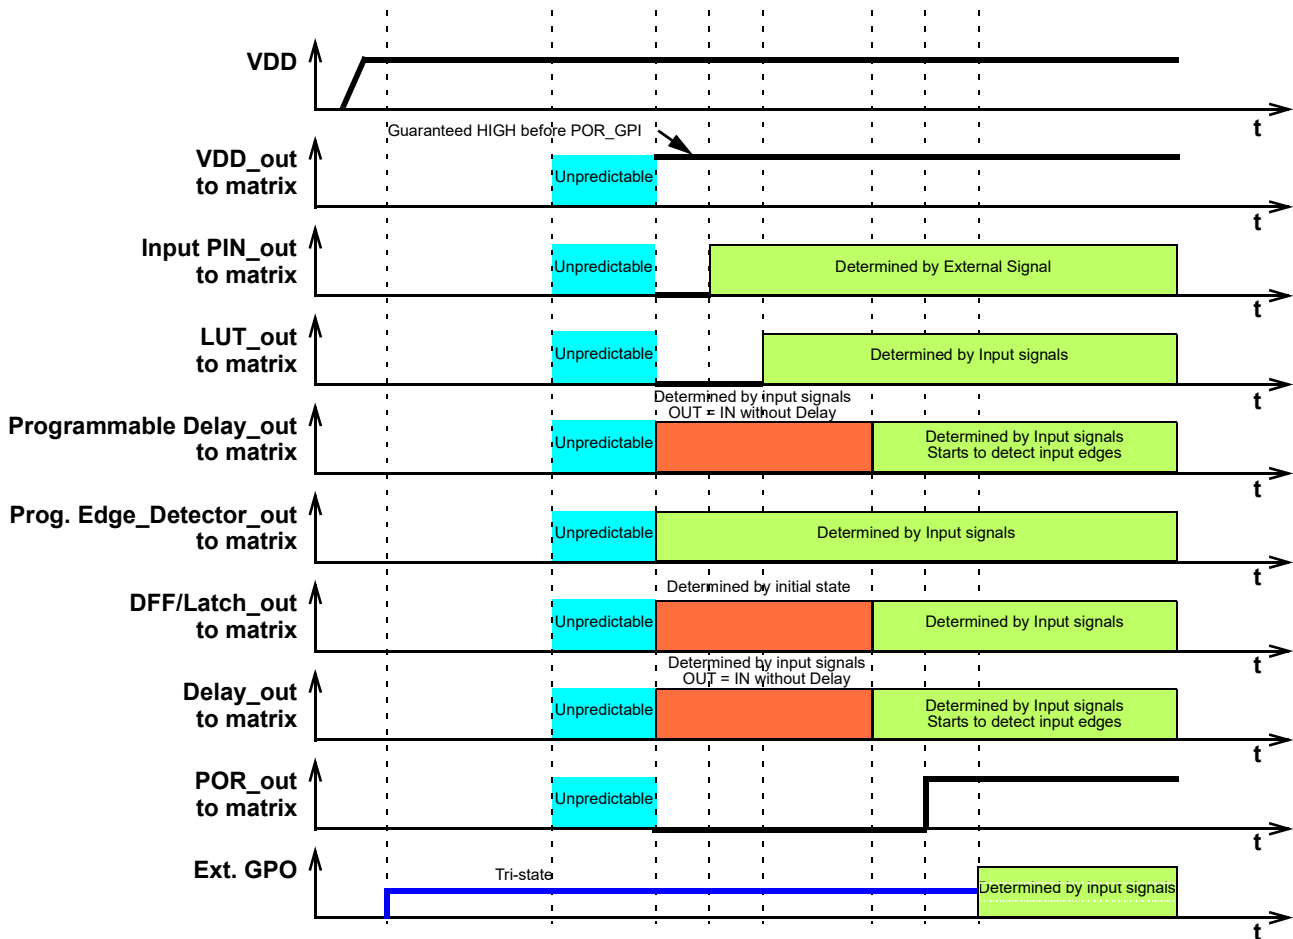 VDD
t
Guaranteed HIGH before POR_GPI
VDD_out
to matrix
Unpredictable
t
Input PIN_out
to matrix
Unpredictable
Determined by External Signal
t
LUT_out
to matrix
Unpredictable
Determined by Input signals
t
Determined by input signals
OUT = IN without Delay
Programmable Delay_out
to matrix
Unpredictable
Determined by Input signals
Starts to detect input edges
t
Prog. Edge_Detector_out
to matrix
Unpredictable
Determined by Input signals
t
Determined by initial state
DFF/Latch_out
to matrix
Unpredictable
Determined by Input signals
t
Determined by input signals
OUT = IN without Delay
Delay_out
to matrix
Unpredictable
Determined by Input signals
Starts to detect input edges
t
POR_out
to matrix
Unpredictable
t
Ext. GPO
Tri-state
Determined by input signals
t